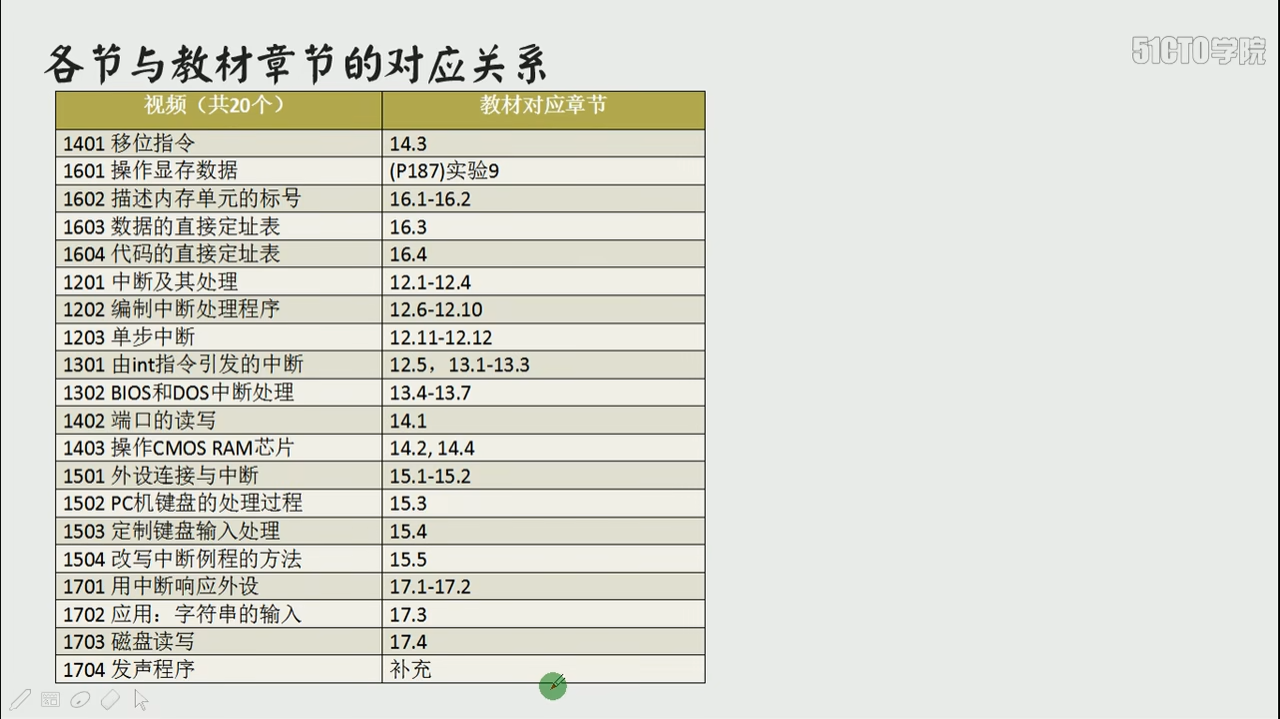 各节与教材章节的对应关系
51CTO学院
视频（共20个） 教材对应章节
1401 移位指令 14.3
1601 操作显存数据 (P187)实验9
1602 描述内存单元的标号 16.1-16.2
1603 数据的直接定址表 16.3
1604 代码的直接定址表 16.4
1201 中断及其处理 12.1-12.4
1202 编制中断处理程序 12.6-12.10
1203 单步中断 12.11-12.12
1301 由int指令引发的中断 12.5，13.1-13.3
1302 BIOS和DOS中断处理 13.4-13.7
1402 端口的读写 14.1
1403 操作CMOS RAM芯片 14.2, 14.4
1501 外设连接与中断 15.1-15.2
1502 PC机键盘的处理过程 15.3
1503 定制键盘输入处理 15.4
1504 改写中断例程的方法 15.5
1701 用中断响应外设 17.1-17.2
1702 应用：字符串的输入 17.3
1703 磁盘读写 17.4
1704 发声程序 补充